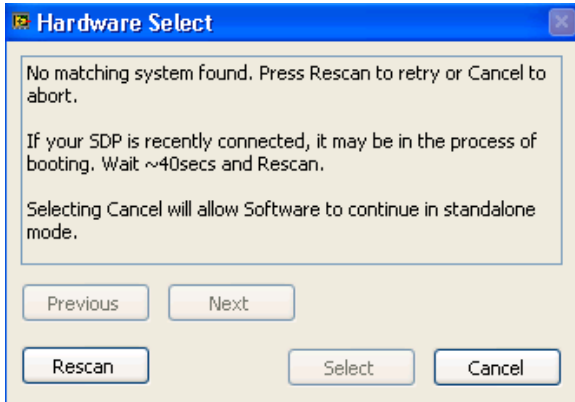 Hardware Select
No matching system found. Press Rescan to retry or Cancel to
abort.
If your SDP is recently connected, it may be in the process of
booting. Wait ~40secs and Rescan.
Selecting Cancel will allow Software to continue in standalone
mode.
Previous Next
Rescan Select Cancel